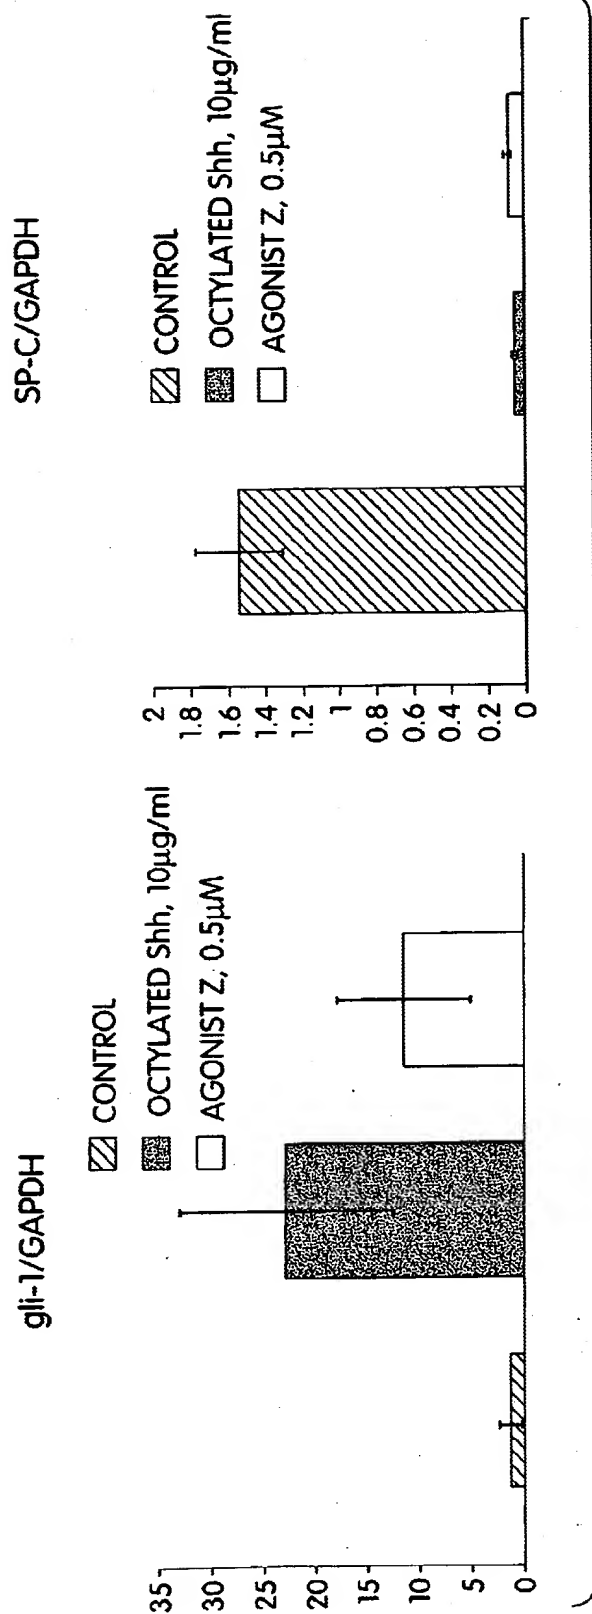 gli-1/GAPDH
CONTROL
OCTYLATED Shh, 10µg/ml
AGONIST Z, 0.5µM
35
30
25
20
15
10
5
0
SP-C/GAPDH
CONTROL
OCTYLATED Shh, 10µg/ml
AGONIST Z, 0.5µM
2
1.8
1.6
1.4
1.2
1
0.8
0.6
0.4
0.2
0